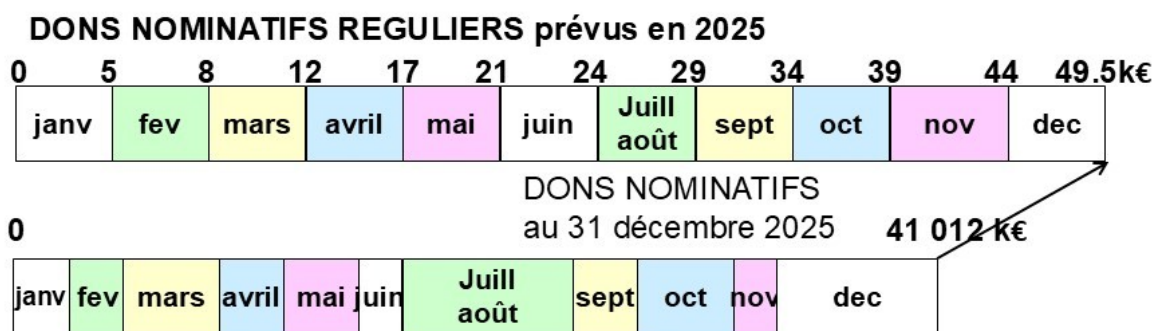 DONS NOMINATIFS REGULIERS prévus en 2025
0 5 8 12 17 21 24 29 34 39 44 49.5k€
janv fev mars avril mai juin Juill août sept oct nov dec
DONS NOMINATIFS
au 31 décembre 2025
0 41 012 k€
janv fev mars avril mai juin Juill août sept oct nov dec